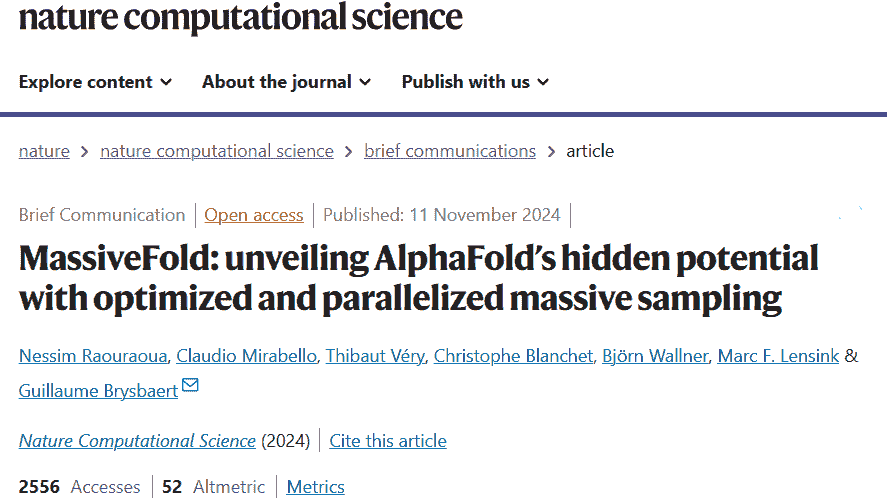 nature computational science
Explore content About the journal Publish with us
nature > nature computational science > brief communications > article
Brief Communication | Open access | Published: 11 November 2024 |
MassiveFold: unveiling AlphaFold’s hidden potential
with optimized and parallelized massive sampling
Nessim Raouraoua, Claudio Mirabello, Thibaut Véry, Christophe Blanchet, Björn Wallner, Marc F. Lensink &
Guillaume Brysbaert
Nature Computational Science (2024) | Cite this article
2556 Accesses | 52 Altmetric | Metrics